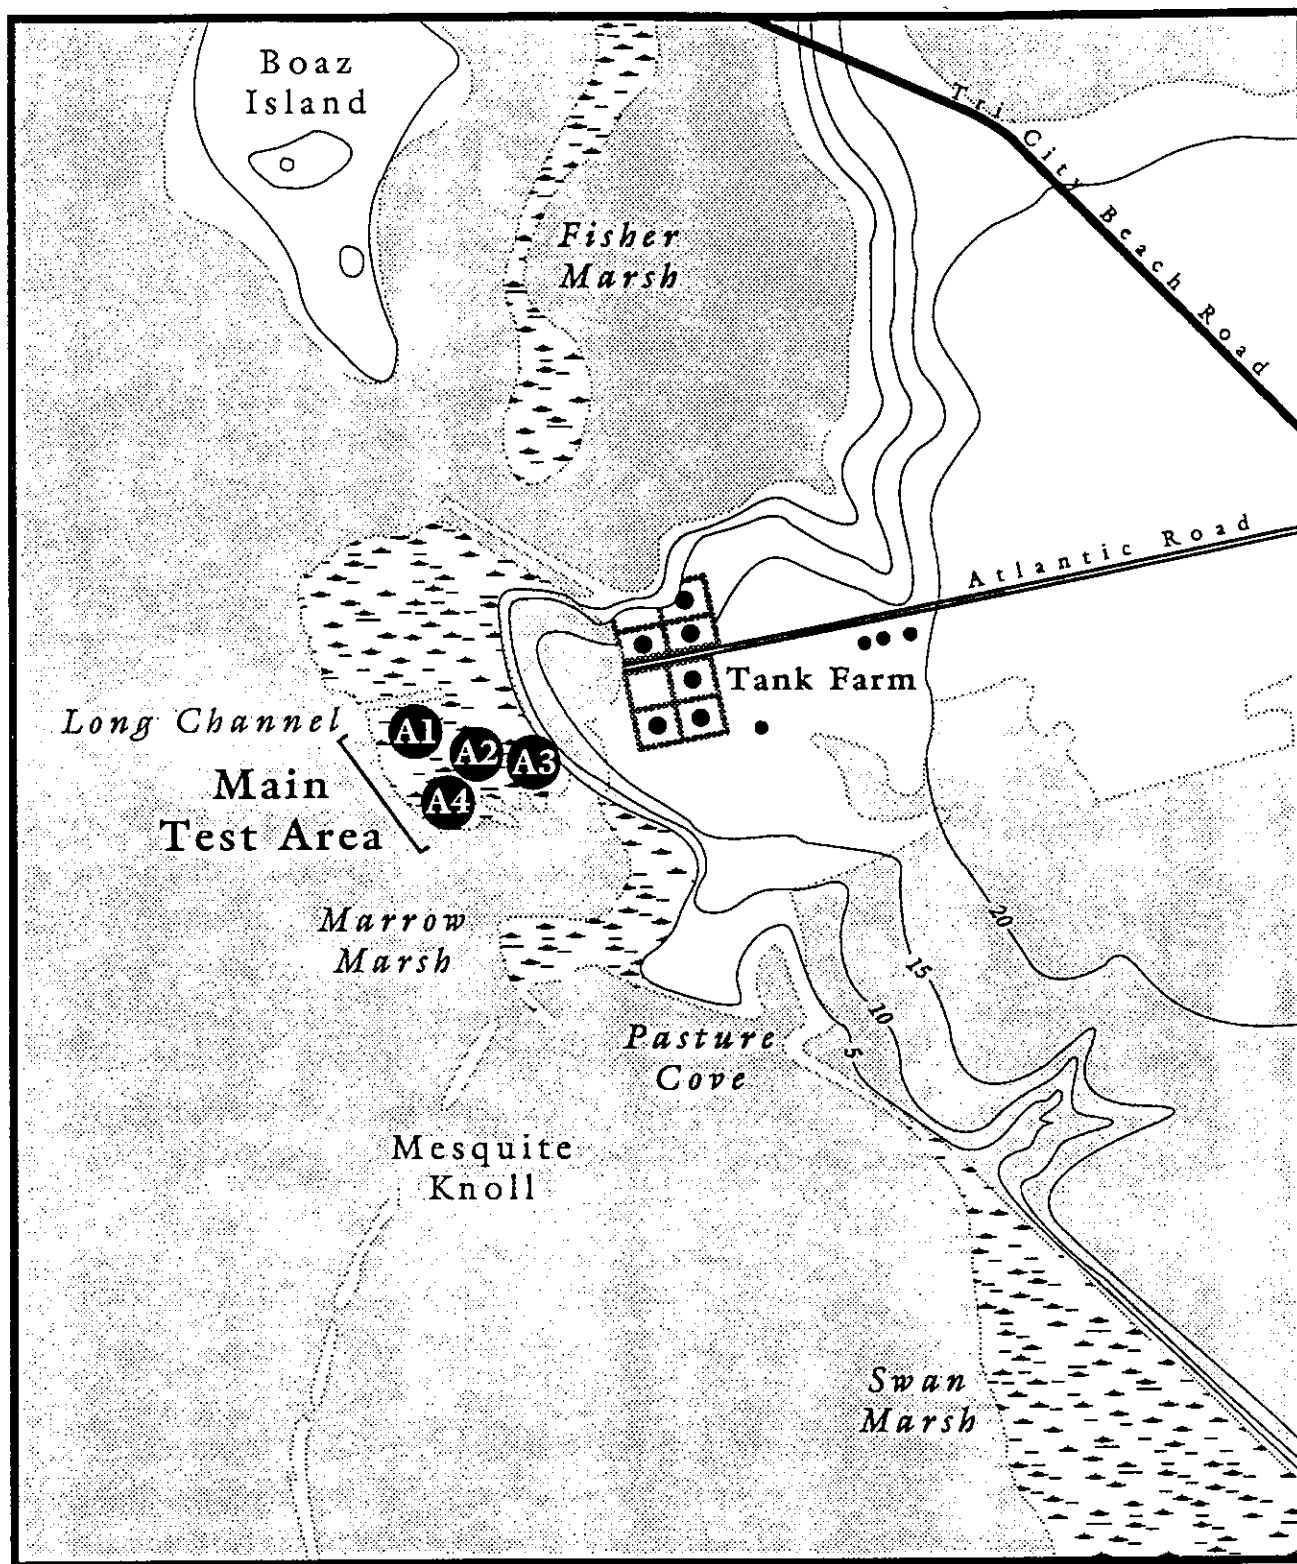 Boaz
Island
Tri City Beach Road
Fisher
Marsh
Atlantic Road
Tank Farm
Long Channel
A1
A2
A3
A4
Main
Test Area
Marrow
Marsh
20
15
10
5
Pasture
Cove
Mesquite
Knoll
Swan
Marsh